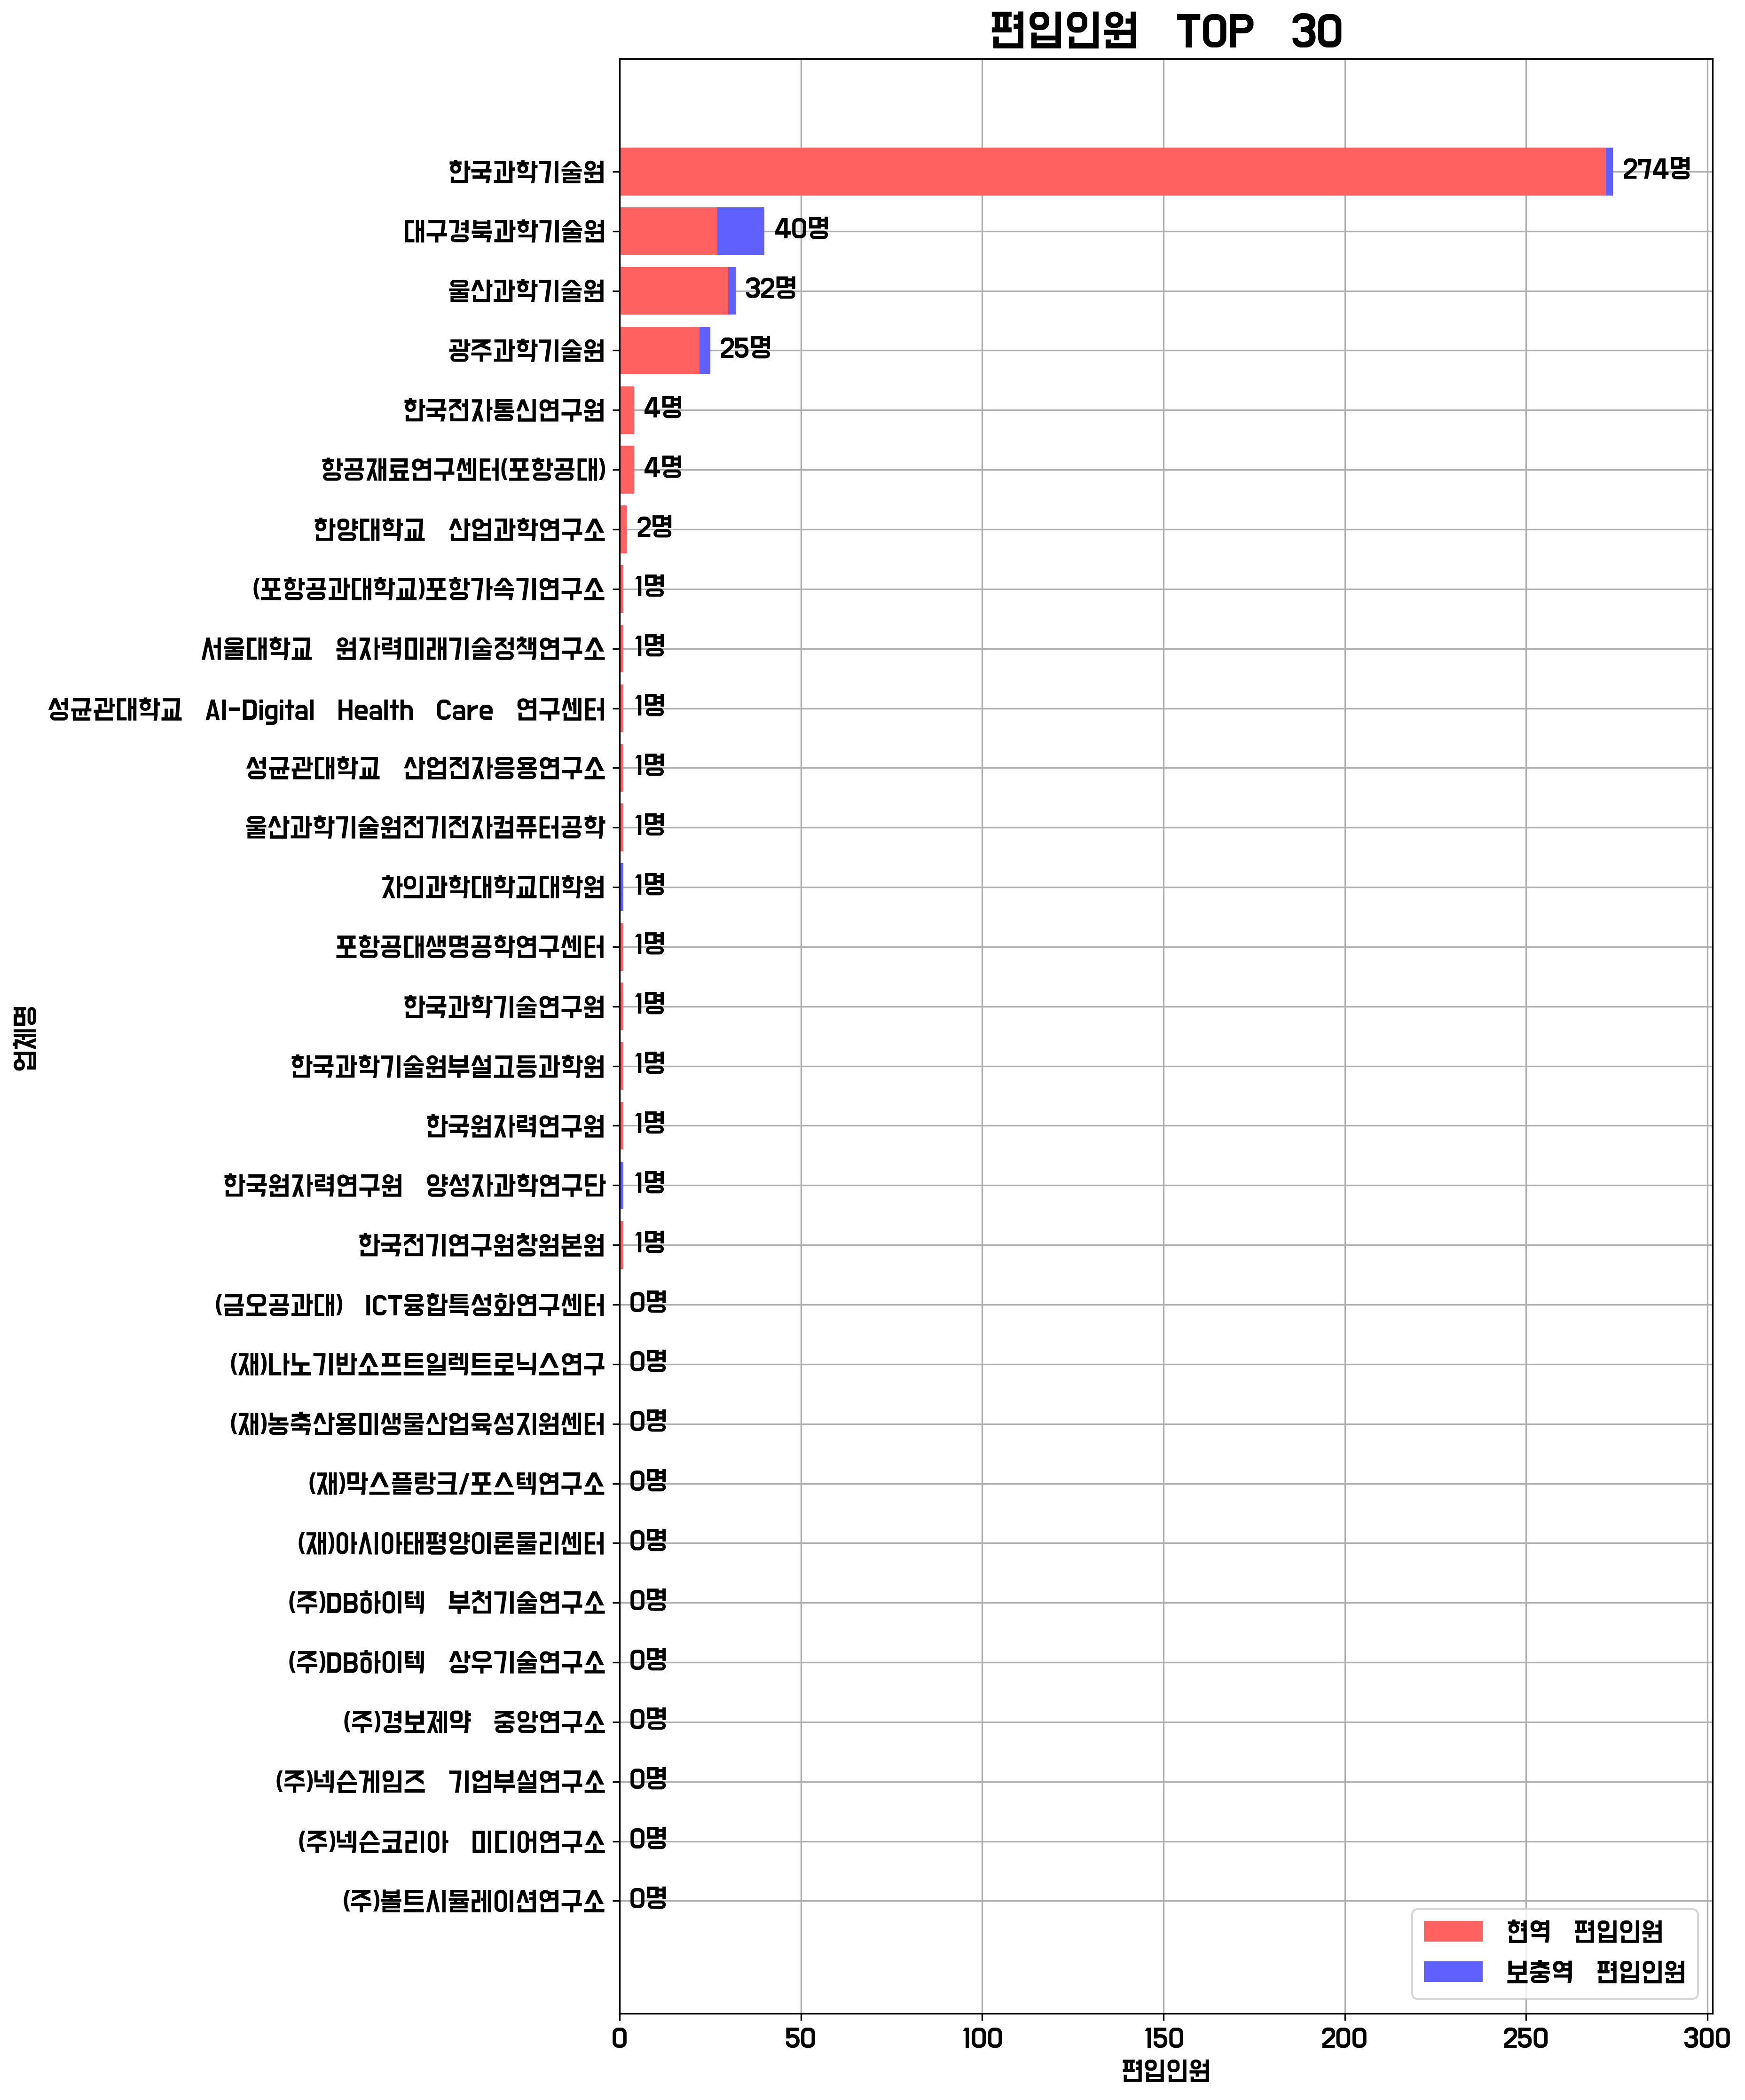 편입인원 TOP 30
한국과학기술원 274명
대구경북과학기술원 40명
울산과학기술원 32명
광주과학기술원 25명
한국전자통신연구원 4명
항공재료연구센터(포항공대) 4명
한양대학교 산업과학연구소 2명
(포항공과대학교)포항가속기연구소 1명
서울대학교 원자력미래기술정책연구소 1명
성균관대학교 AI-Digital Health Care 연구센터 1명
성균관대학교 산업전자응용연구소 1명
울산과학기술원전기전자컴퓨터공학 1명
차의과학대학교대학원 1명
포항공대생명공학연구센터 1명
한국과학기술연구원 1명
한국과학기술원부설고등과학원 1명
한국원자력연구원 1명
한국원자력연구원 양성자과학연구단 1명
한국전기연구원창원본원 1명
(금오공과대) ICT융합특성화연구센터 0명
(재)나노기반소프트일렉트로닉스연구 0명
(재)농축산용미생물산업육성지원센터 0명
(재)막스플랑크/포스텍연구소 0명
(재)아시아태평양이론물리센터 0명
(주)DB하이텍 부천기술연구소 0명
(주)DB하이텍 상우기술연구소 0명
(주)경보제약 중앙연구소 0명
(주)넥슨게임즈 기업부설연구소 0명
(주)넥슨코리아 미디어연구소 0명
(주)볼트시뮬레이션연구소 0명
업체명
현역 편입인원
보충역 편입인원
0 50 100 150 200 250 300
편입인원